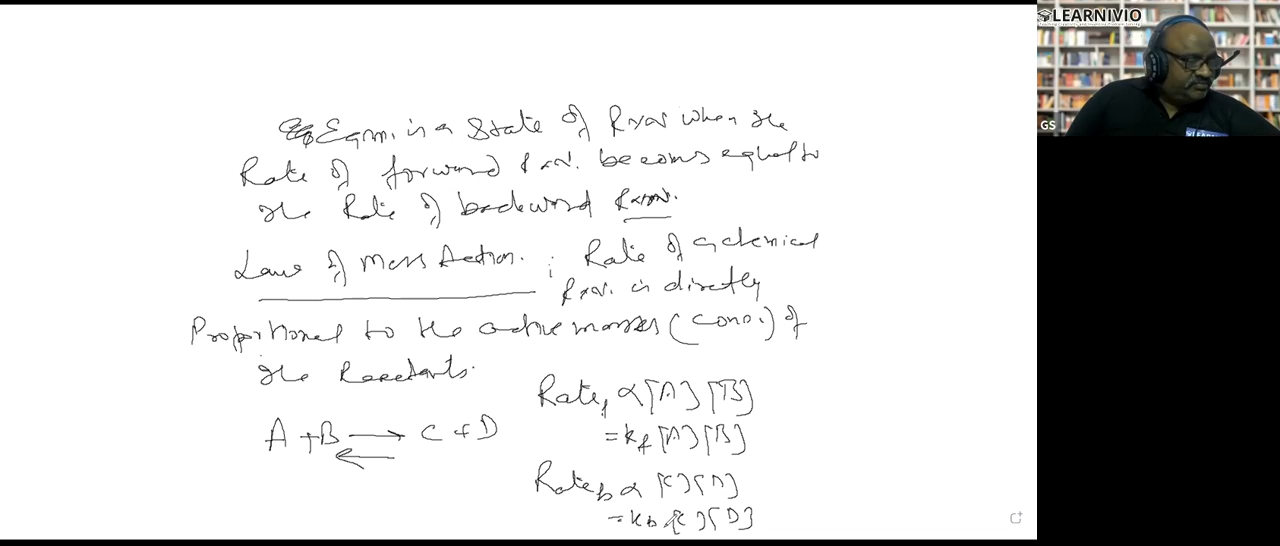 Eqm. is a State of Rxn when the
Rate of forward Rxn. becoms equal to
the Rate of backward Rxn.
Law of Mass Action. ; Rate of a chemical
Rxn. is directly
Proportional to the active masses (conc.) of
the Reactants.
Rate_f ∝ [A] [B]
A + B ⇌ C + D
= k_f [A] [B]
Rate_b ∝ [C] [D]
= k_b [C] [D]
LEARNIVIO
GS